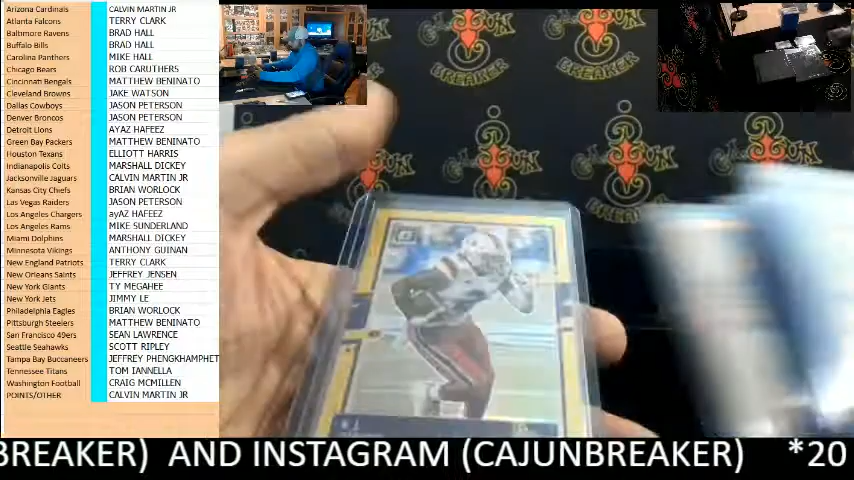 Arizona Cardinals CALVIN MARTIN JR
Atlanta Falcons TERRY CLARK
Baltimore Ravens BRAD HALL
Buffalo Bills BRAD HALL
Carolina Panthers MIKE HALL
Chicago Bears ROB CARUTHERS
Cincinnati Bengals MATTHEW BENINATO
Cleveland Browns JAKE WATSON
Dallas Cowboys JASON PETERSON
Denver Broncos JASON PETERSON
Detroit Lions AYAZ HAFEEZ
Green Bay Packers MATTHEW BENINATO
Houston Texans ELLIOTT HARRIS
Indianapolis Colts MARSHALL DICKEY
Jacksonville Jaguars CALVIN MARTIN JR
Kansas City Chiefs BRIAN WORLOCK
Las Vegas Raiders JASON PETERSON
Los Angeles Chargers ayAZ HAFEEZ
Los Angeles Rams MIKE SUNDERLAND
Miami Dolphins MARSHALL DICKEY
Minnesota Vikings ANTHONY GUINAN
New England Patriots TERRY CLARK
New Orleans Saints JEFFREY JENSEN
New York Giants TY MEGAHEE
New York Jets JIMMY LE
Philadelphia Eagles BRIAN WORLOCK
Pittsburgh Steelers MATTHEW BENINATO
San Francisco 49ers SEAN LAWRENCE
Seattle Seahawks SCOTT RIPLEY
Tampa Bay Buccaneers JEFFREY PHENGKHAMPHET
Tennessee Titans TOM IANNELLA
Washington Football CRAIG MCMILLEN
POINTS/OTHER CALVIN MARTIN JR
CAJUN BREAKER
BREAKER) AND INSTAGRAM (CAJUNBREAKER) *20